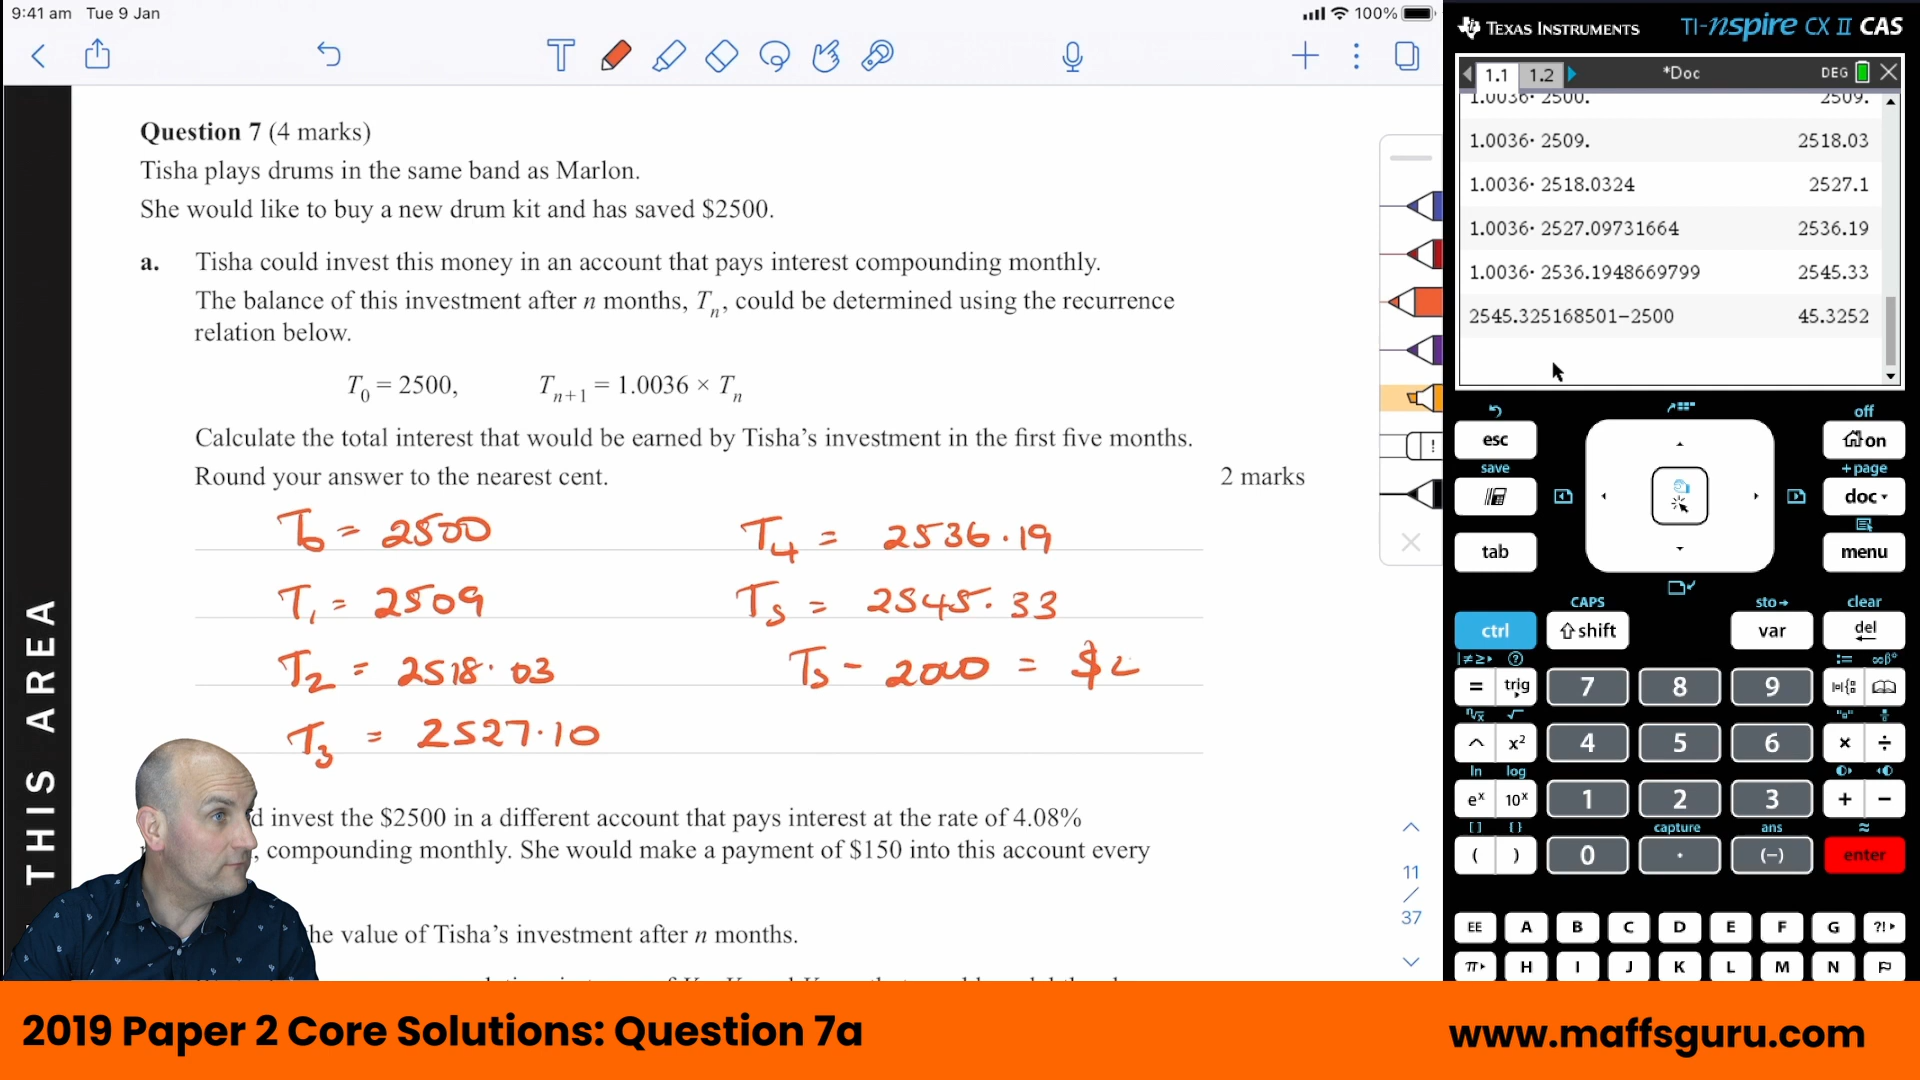 9:41 am Tue 9 Jan
100%
Question 7 (4 marks)
Tisha plays drums in the same band as Marlon.
She would like to buy a new drum kit and has saved $2500.
a. Tisha could invest this money in an account that pays interest compounding monthly.
The balance of this investment after n months, Tn, could be determined using the recurrence
relation below.
T0 = 2500, Tn+1 = 1.0036 × Tn
Calculate the total interest that would be earned by Tisha's investment in the first five months.
Round your answer to the nearest cent.
2 marks
T0 = 2500
T1 = 2509
T2 = 2518.03
T3 = 2527.10
T4 = 2536.19
T5 = 2545.33
T5 - 2000 = $
d invest the $2500 in a different account that pays interest at the rate of 4.08%
, compounding monthly. She would make a payment of $150 into this account every
he value of Tisha's investment after n months.
THIS AREA
11
/
37
TEXAS INSTRUMENTS TI-nspire CX II CAS
1.1 1.2 *Doc DEG
1.0036· 2500. 2509.
1.0036· 2509. 2518.03
1.0036· 2518.0324 2527.1
1.0036· 2527.09731664 2536.19
1.0036· 2536.1948669799 2545.33
2545.325168501−2500 45.3252
off
esc on
save +page
doc
tab menu
CAPS sto→ clear
ctrl shift var del
|≠≥▸ ? := ∞β°
= trig 7 8 9
ⁿ√x √ "□"
^ x² 4 5 6 × ÷
ln log
eˣ 10ˣ 1 2 3 + −
[ ] { } capture ans ≈
( ) 0 . (−) enter
EE A B C D E F G ?!▸
π▸ H I J K L M N
2019 Paper 2 Core Solutions: Question 7a
www.maffsguru.com